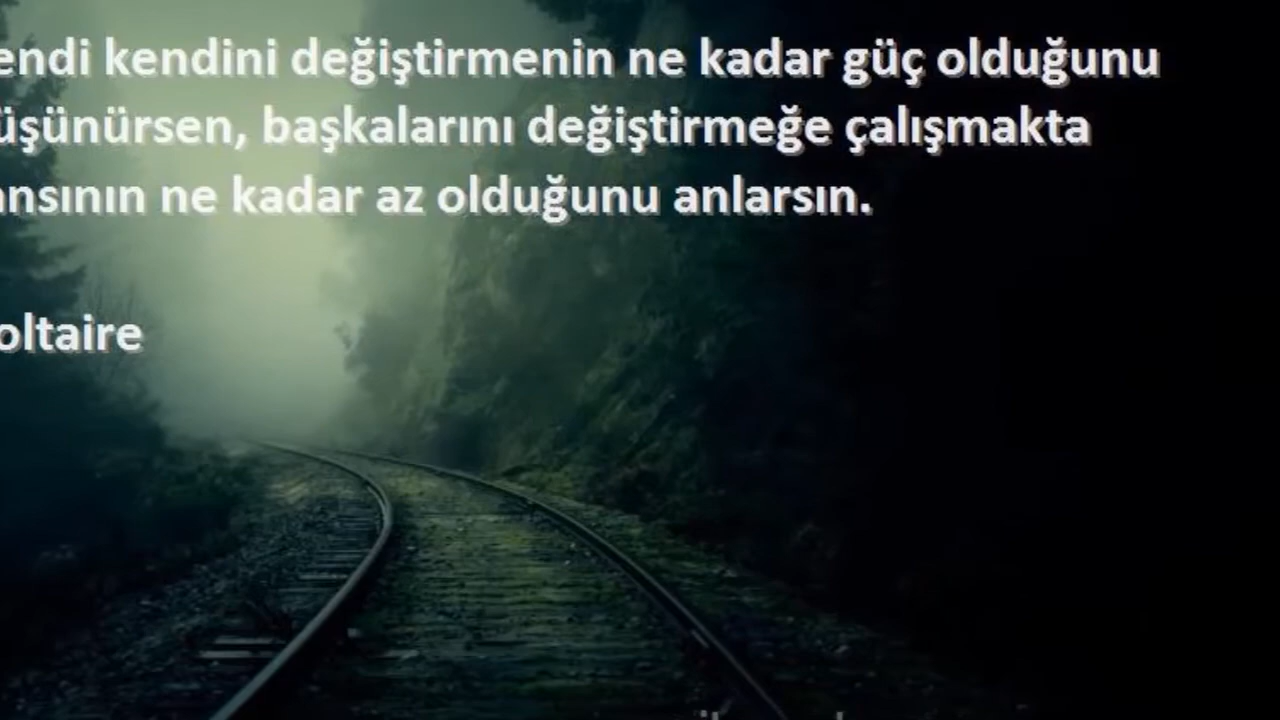 endi kendini değiştirmenin ne kadar güç olduğunu
üşünürsen, başkalarını değiştirmeğe çalışmakta
ansının ne kadar az olduğunu anlarsın.
oltaire